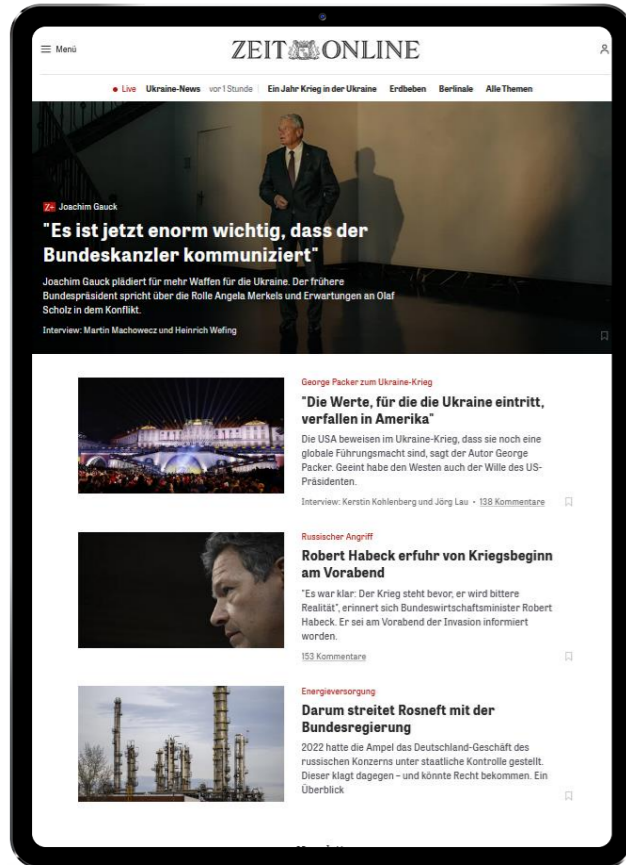 Menü
ZEIT ONLINE
Live Ukraine-News vor 1 Stunde Ein Jahr Krieg in der Ukraine Erdbeben Berlinale Alle Themen
Z+ Joachim Gauck
"Es ist jetzt enorm wichtig, dass der
Bundeskanzler kommuniziert"
Joachim Gauck plädiert für mehr Waffen für die Ukraine. Der frühere
Bundespräsident spricht über die Rolle Angela Merkels und Erwartungen an Olaf
Scholz in dem Konflikt.
Interview: Martin Machowecz und Heinrich Wefing
George Packer zum Ukraine-Krieg
"Die Werte, für die die Ukraine eintritt,
verfallen in Amerika"
Die USA beweisen im Ukraine-Krieg, dass sie noch eine
globale Führungsmacht sind, sagt der Autor George
Packer. Geeint habe den Westen auch der Wille des US-
Präsidenten.
Interview: Kerstin Kohlenberg und Jörg Lau • 138 Kommentare
Russischer Angriff
Robert Habeck erfuhr von Kriegsbeginn
am Vorabend
"Es war klar: Der Krieg steht bevor, er wird bittere
Realität", erinnert sich Bundeswirtschaftsminister Robert
Habeck. Er sei am Vorabend der Invasion informiert
worden.
153 Kommentare
Energieversorgung
Darum streitet Rosneft mit der
Bundesregierung
2022 hatte die Ampel das Deutschland-Geschäft des
russischen Konzerns unter staatliche Kontrolle gestellt.
Dieser klagt dagegen – und könnte Recht bekommen. Ein
Überblick